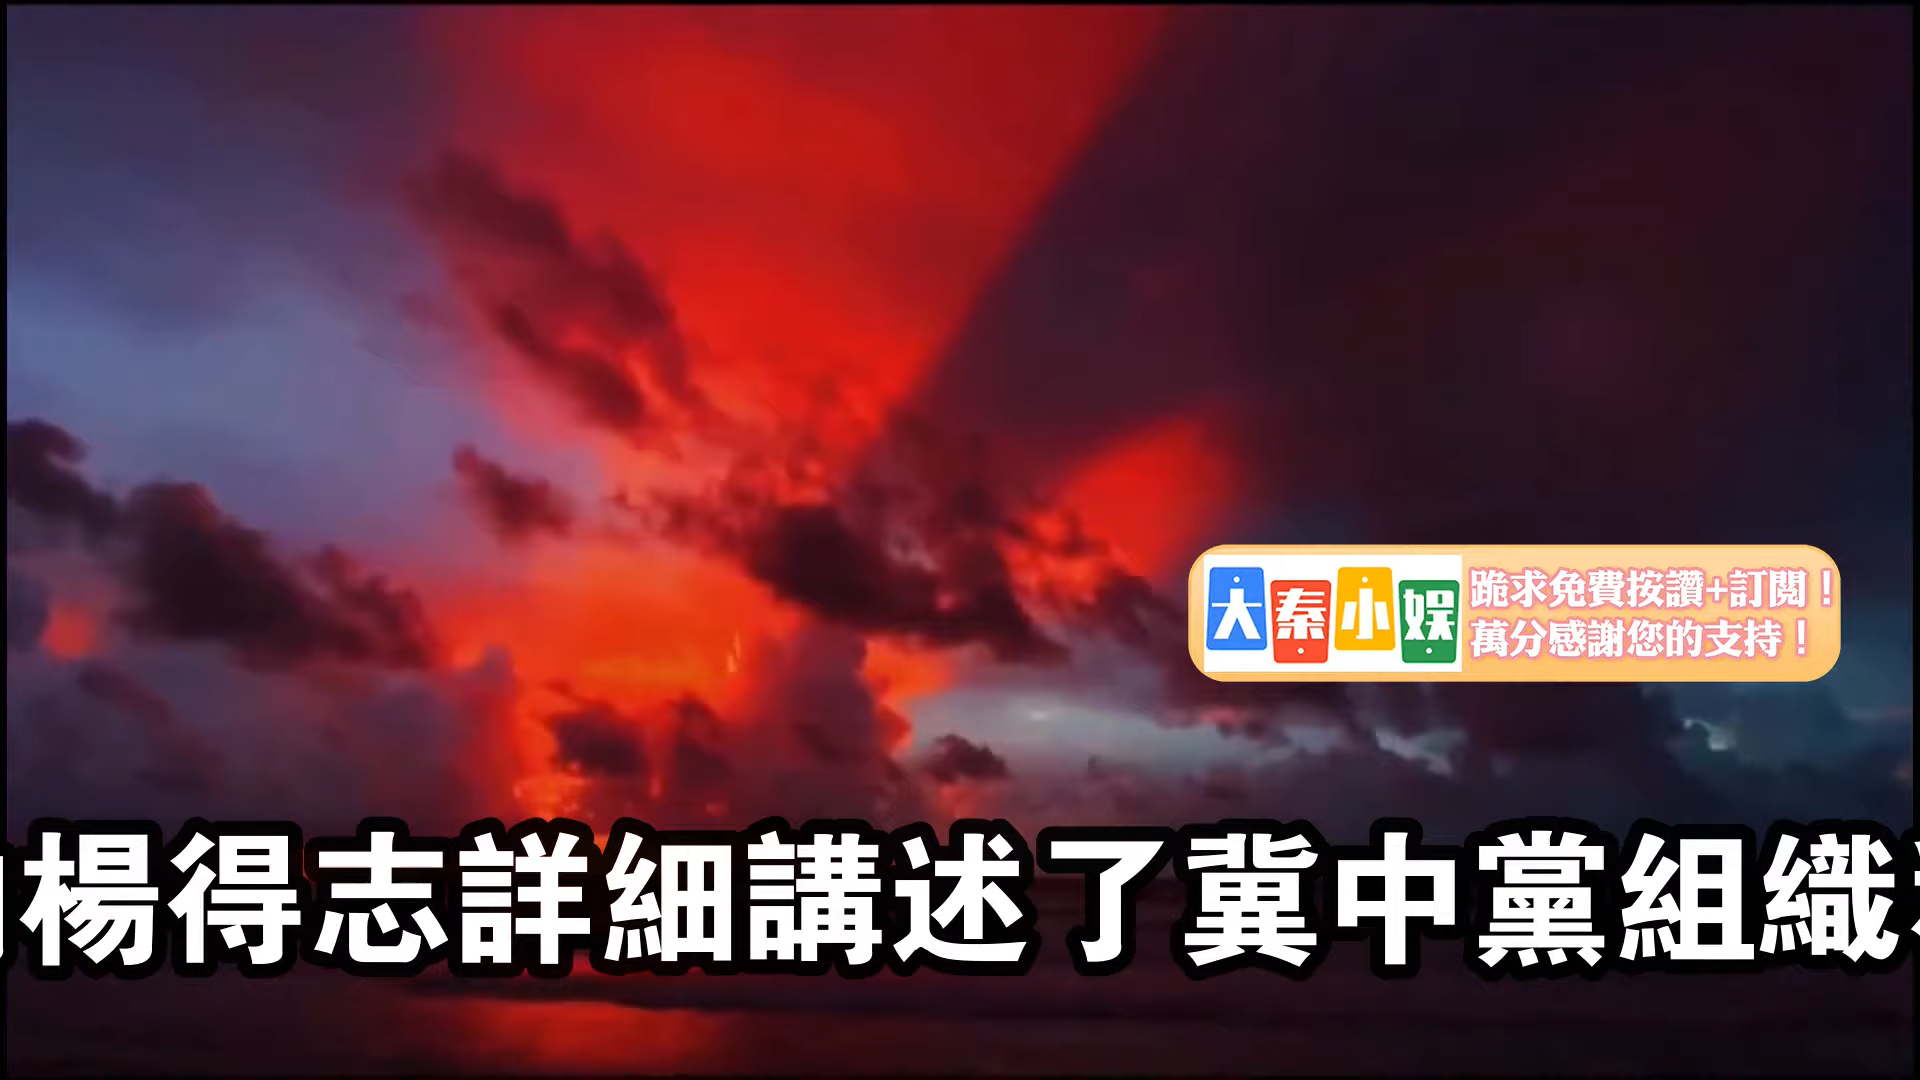 大秦小娱
跪求免費按讚+訂閱！
萬分感謝您的支持！
楊得志詳細講述了冀中黨組織